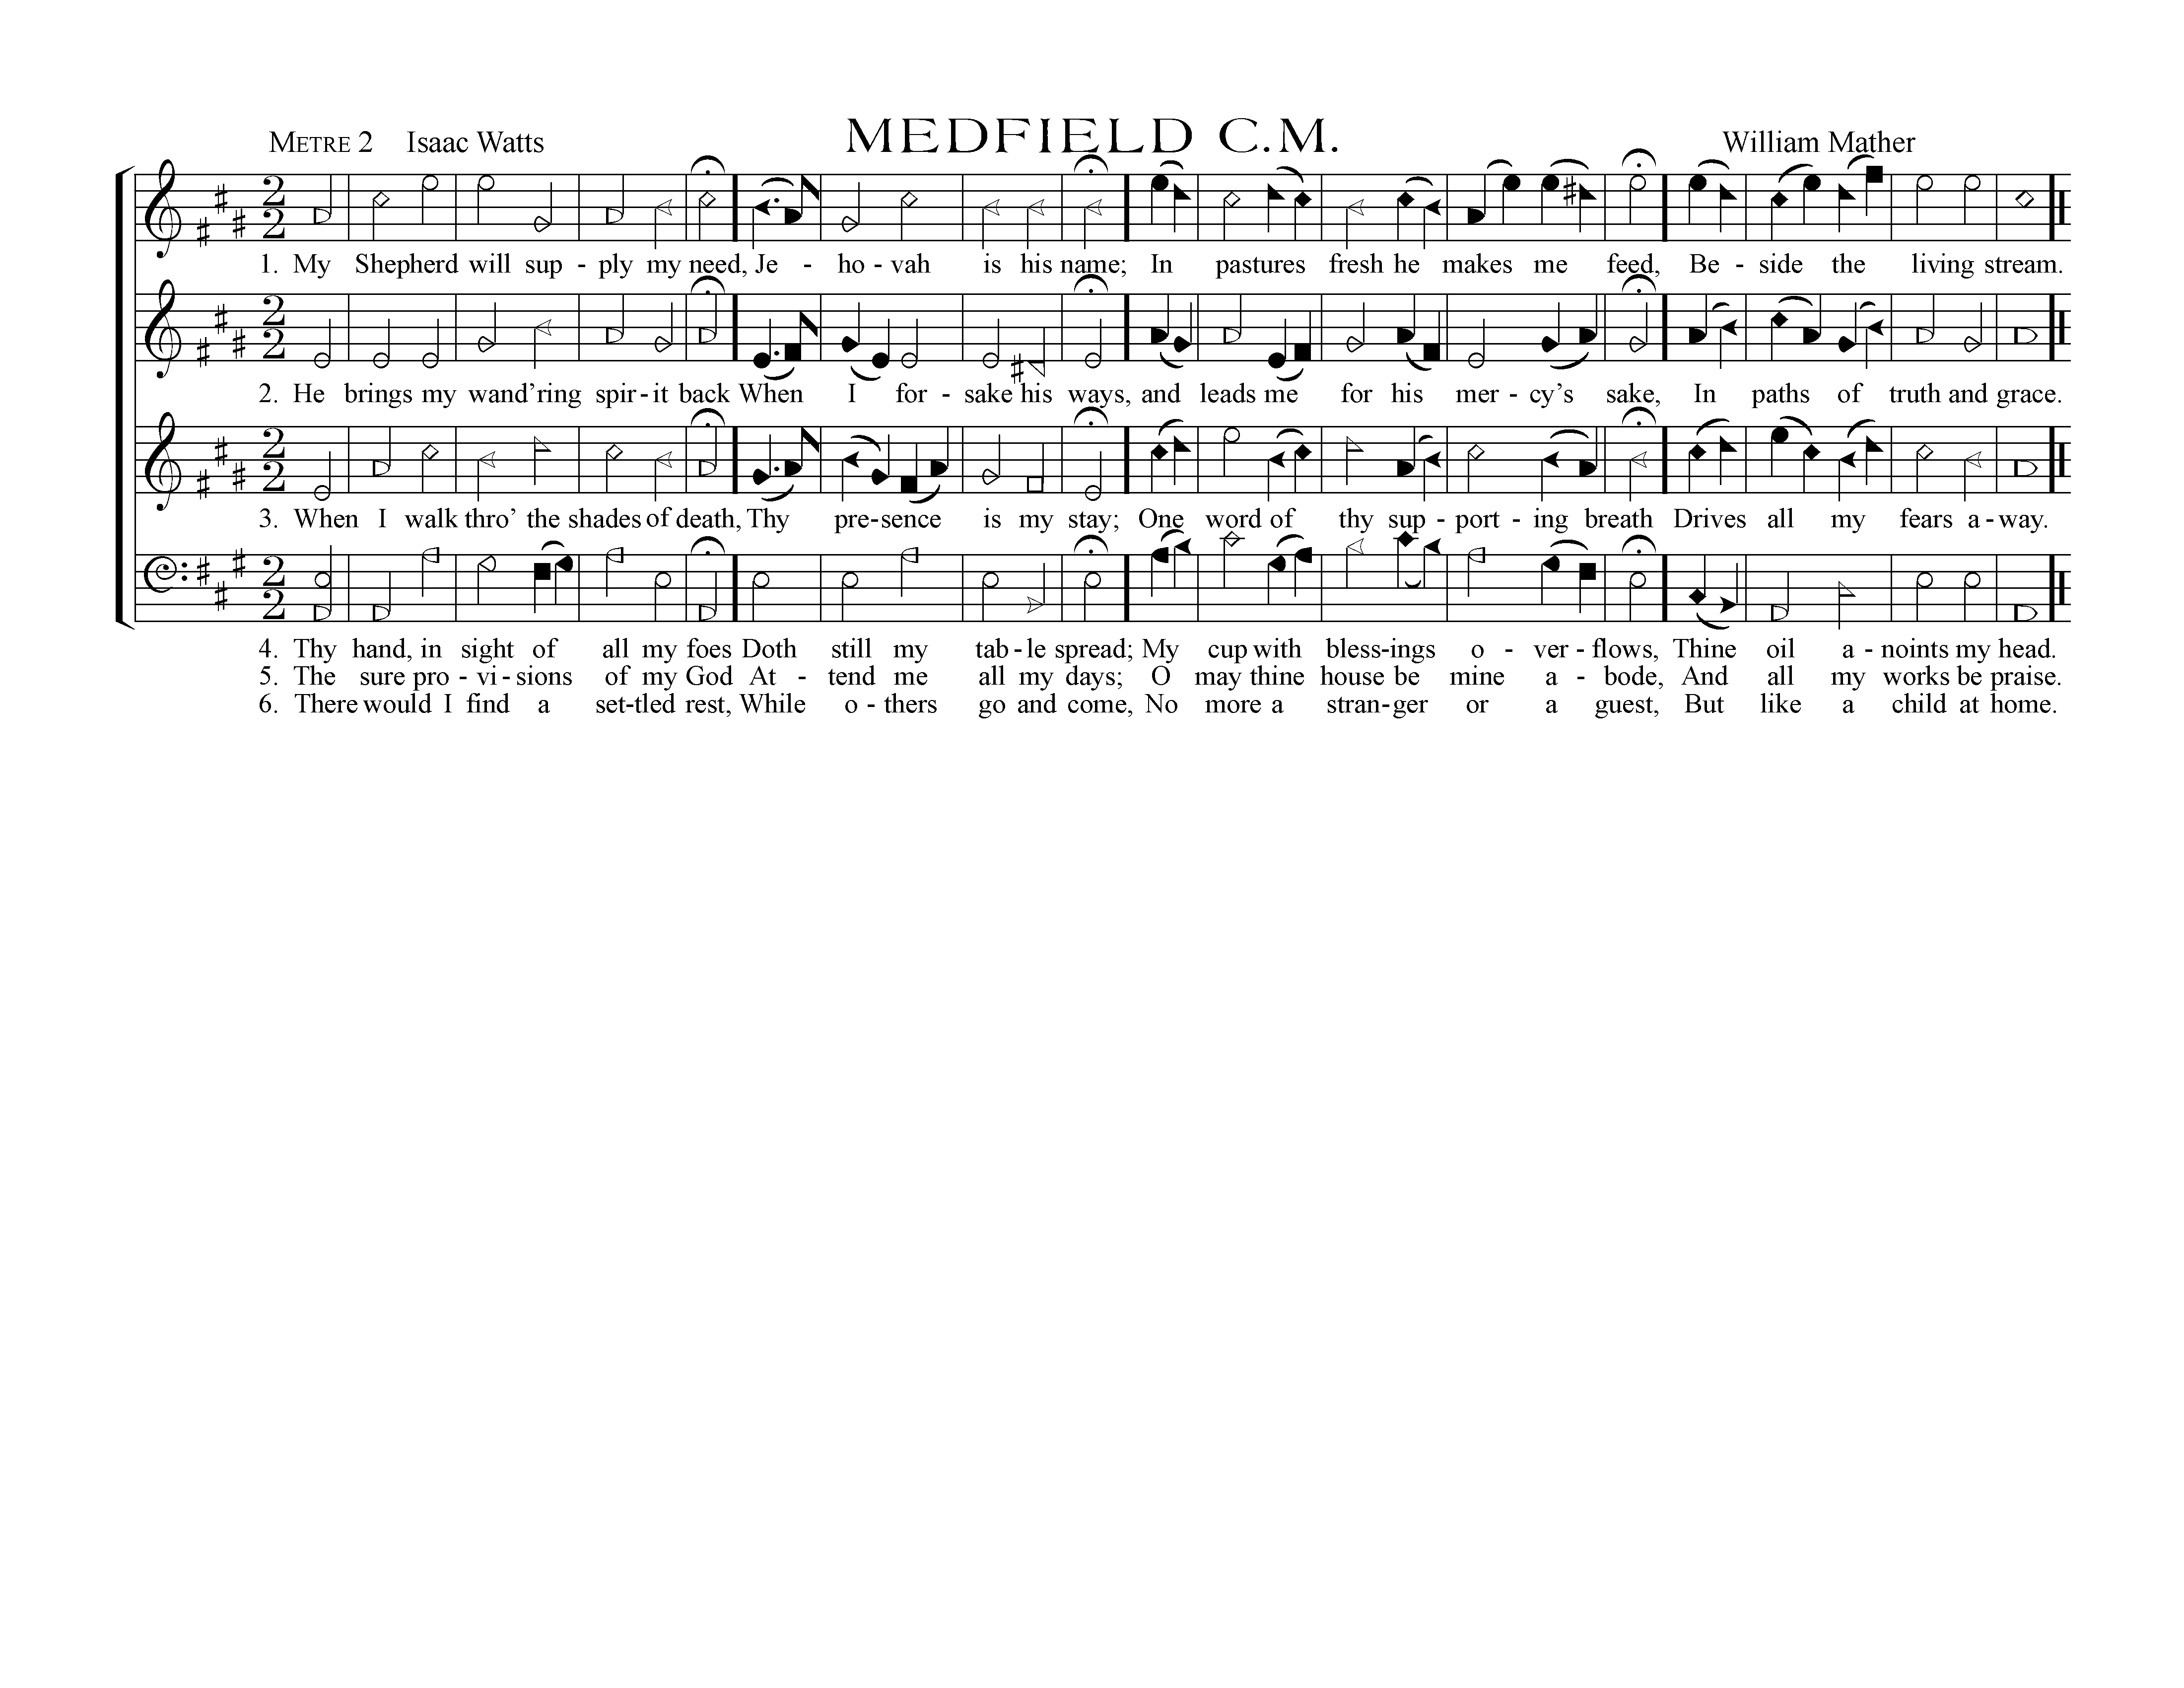 METRE 2 Isaac Watts MEDFIELD C.M. William Mather
1. My Shepherd will sup - ply my need, Je - ho - vah is his name; In pastures fresh he makes me feed, Be - side the living stream.
2. He brings my wand'ring spir - it back When I for - sake his ways, and leads me for his mer - cy's sake, In paths of truth and grace.
3. When I walk thro' the shades of death, Thy pre - sence is my stay; One word of thy sup - port - ing breath Drives all my fears a - way.
4. Thy hand, in sight of all my foes Doth still my tab - le spread; My cup with bless - ings o - ver - flows, Thine oil a - noints my head.
5. The sure pro - vi - sions of my God At - tend me all my days; O may thine house be mine a - bode, And all my works be praise.
6. There would I find a set - tled rest, While o - thers go and come, No more a stran - ger or a guest, But like a child at home.